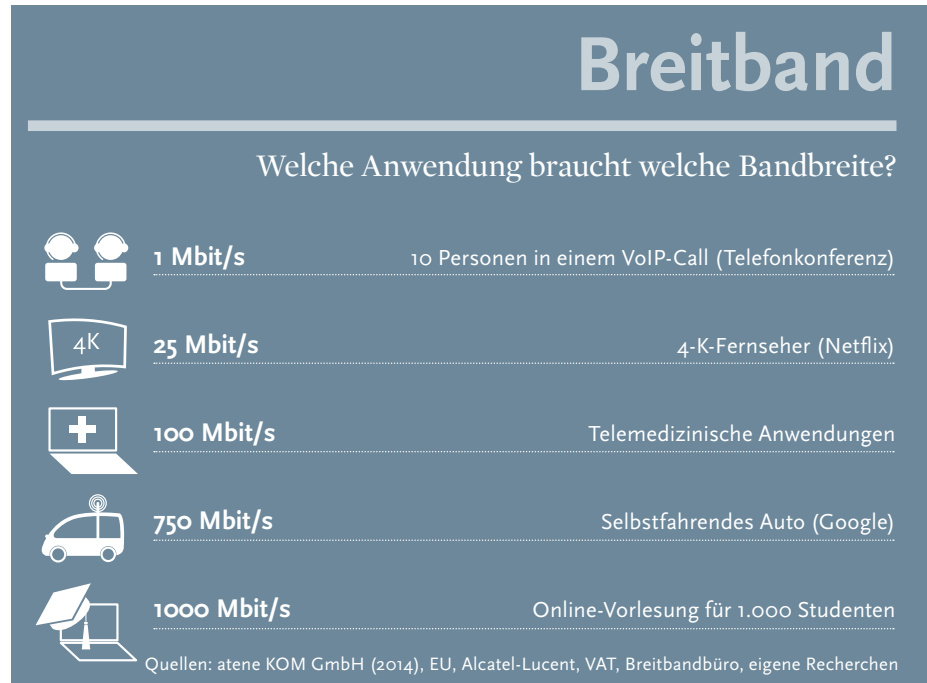 Breitband
Welche Anwendung braucht welche Bandbreite?
1 Mbit/s 10 Personen in einem VoIP-Call (Telefonkonferenz)
4K 25 Mbit/s 4-K-Fernseher (Netflix)
100 Mbit/s Telemedizinische Anwendungen
750 Mbit/s Selbstfahrendes Auto (Google)
1000 Mbit/s Online-Vorlesung für 1.000 Studenten
Quellen: atene KOM GmbH (2014), EU, Alcatel-Lucent, VAT, Breitbandbüro, eigene Recherchen